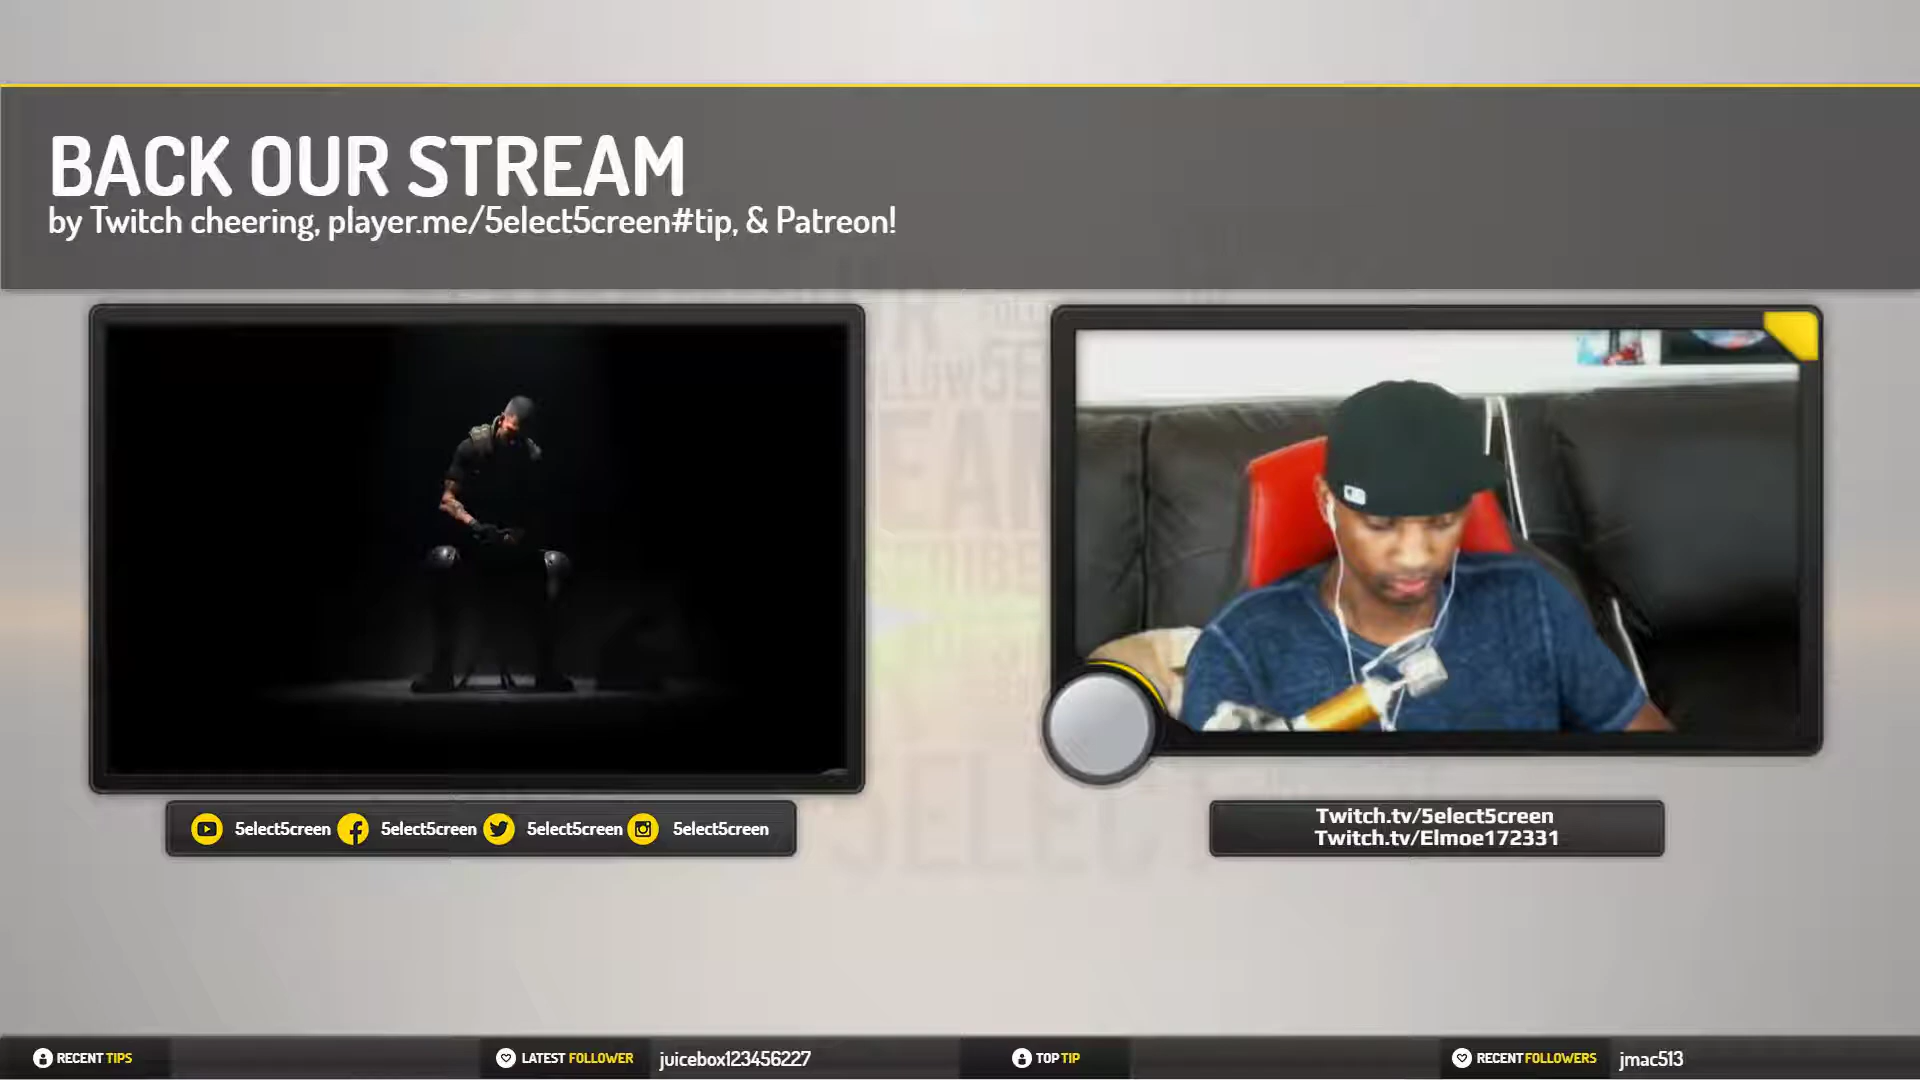 BACK OUR STREAM
by Twitch cheering, player.me/5elect5creen#tip, & Patreon!
5elect5creen 5elect5creen 5elect5creen 5elect5creen
Twitch.tv/5elect5creen
Twitch.tv/Elmoe172331
RECENT TIPS
LATEST FOLLOWER juicebox123456227
TOP TIP
RECENT FOLLOWERS jmac513